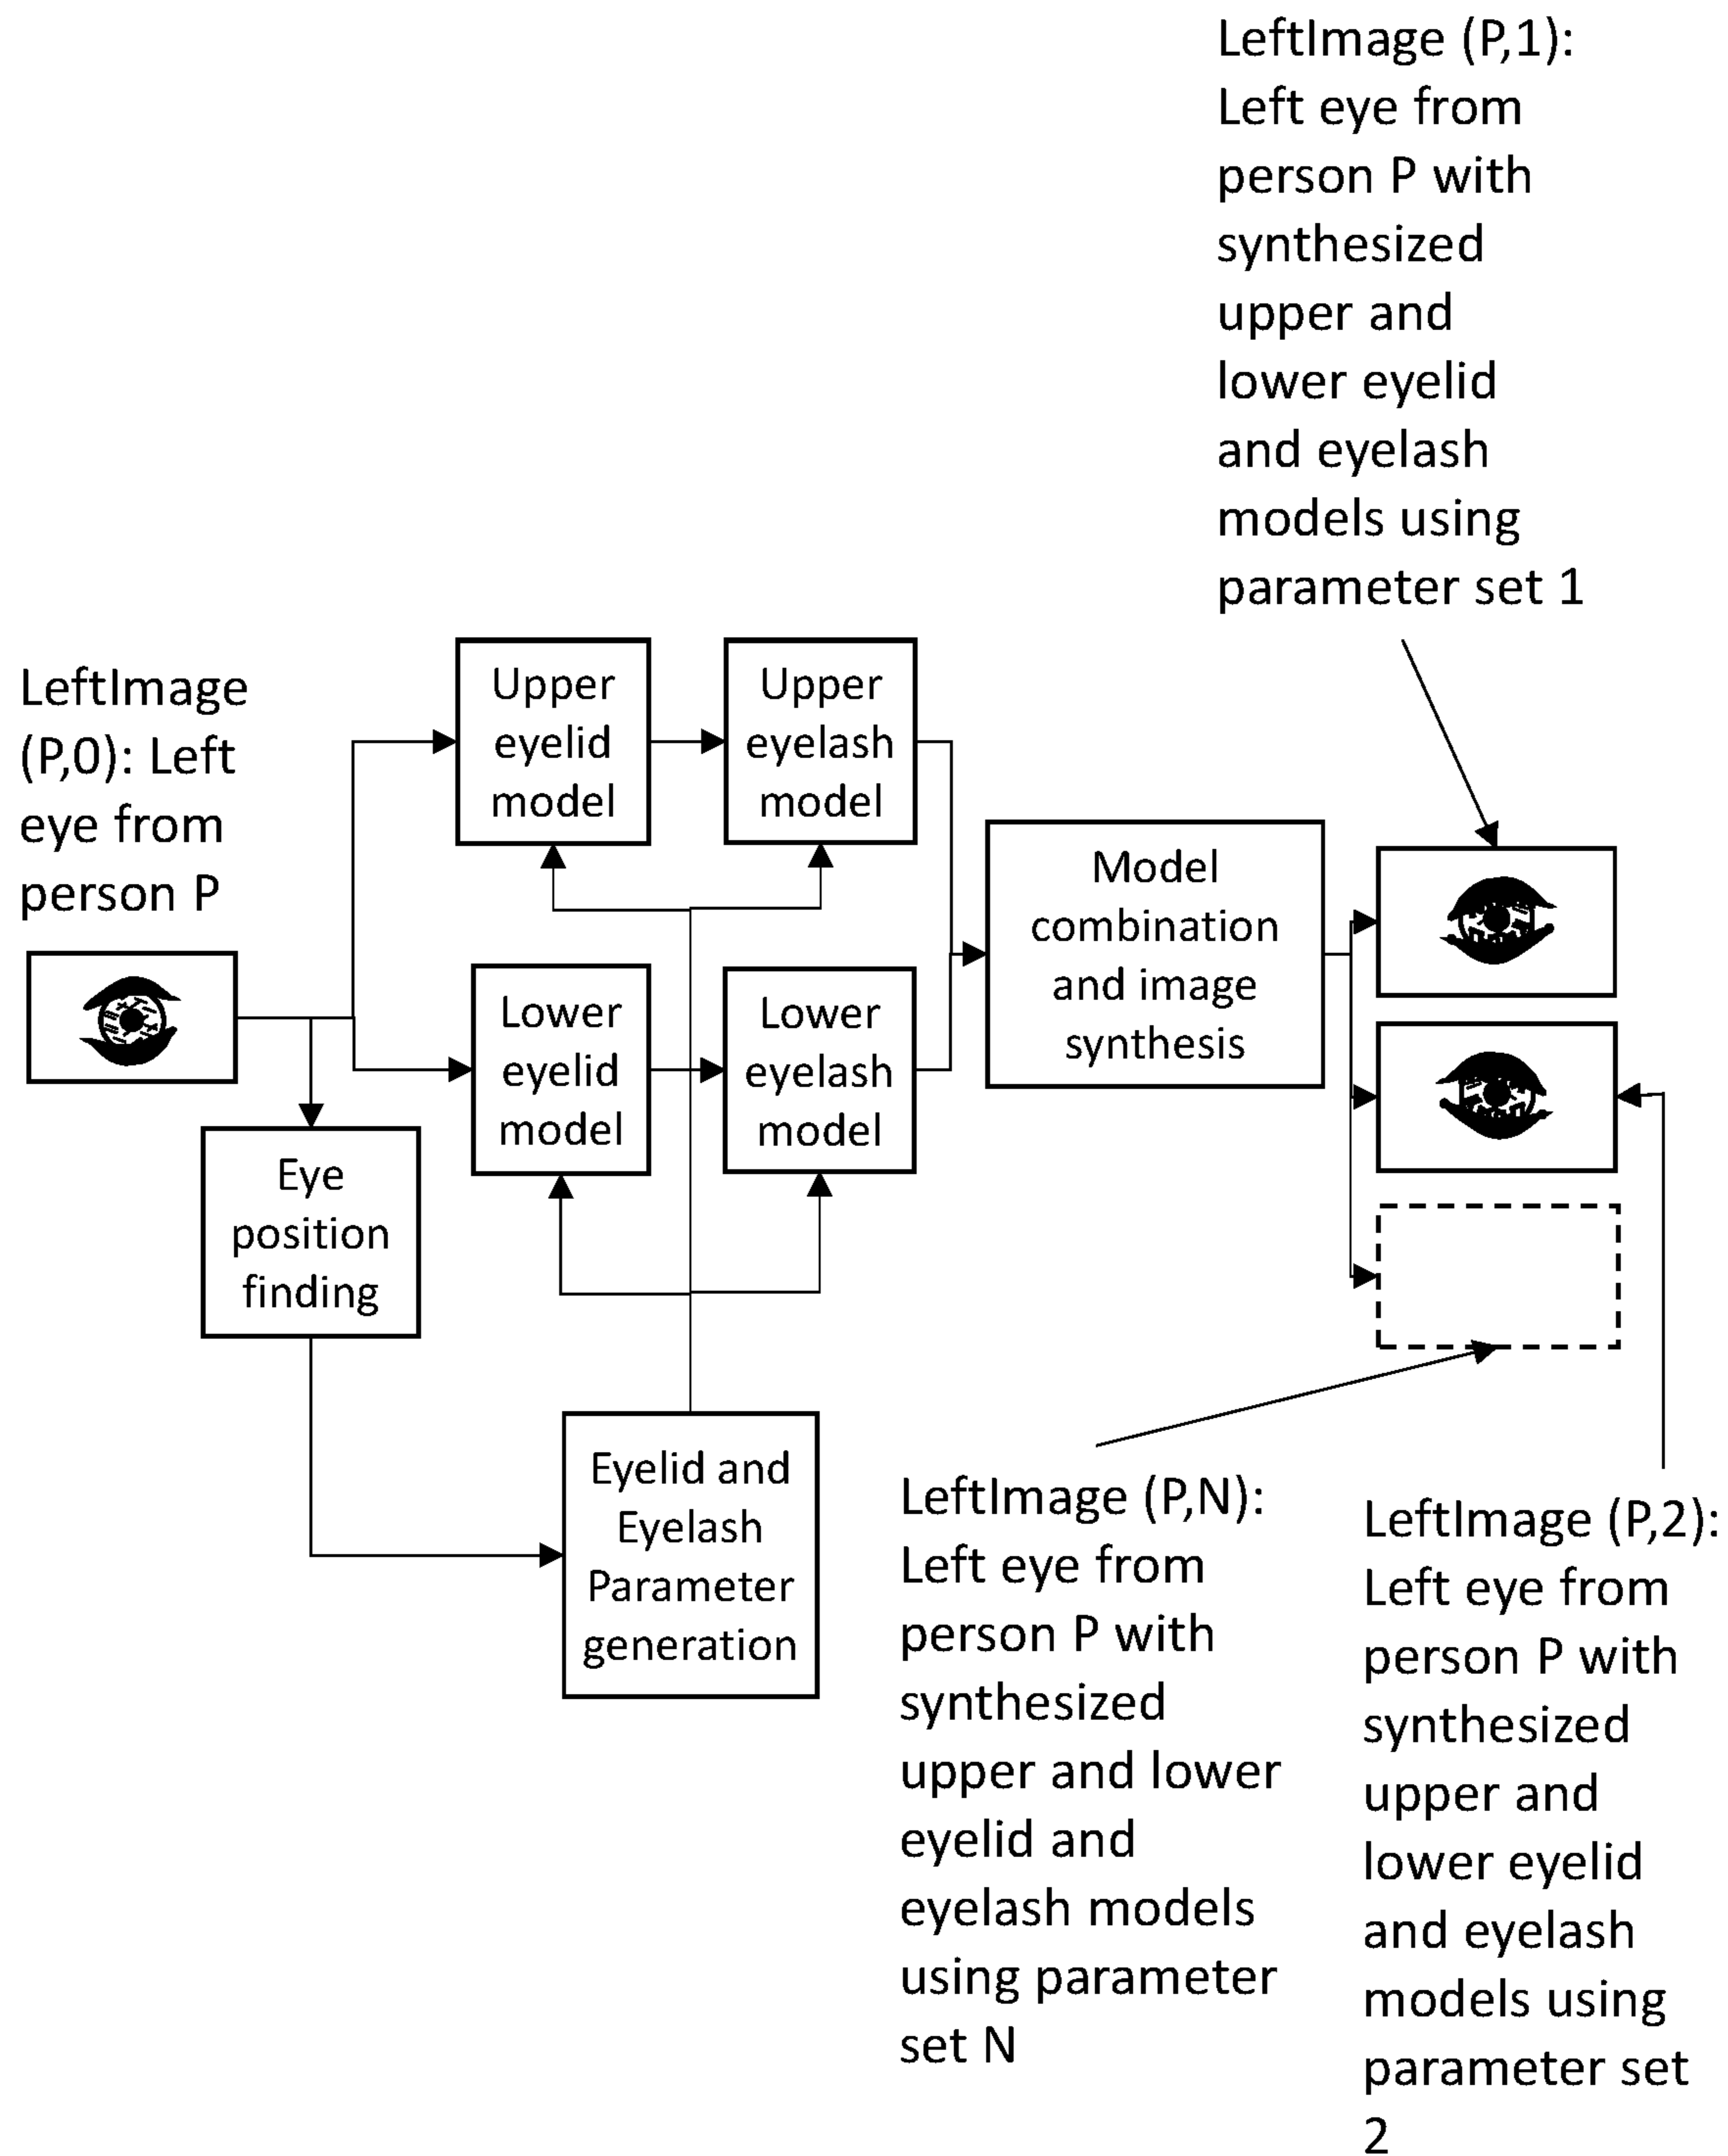 LeftImage (P,1):
Left eye from
person P with
synthesized
upper and
lower eyelid
and eyelash
models using
parameter set 1
LeftImage
(P,0): Left
eye from
person P
Upper
eyelid
model
Upper
eyelash
model
Lower
eyelid
model
Lower
eyelash
model
Model
combination
and image
synthesis
Eye
position
finding
Eyelid and
Eyelash
Parameter
generation
LeftImage (P,N):
Left eye from
person P with
synthesized
upper and lower
eyelid and
eyelash models
using parameter
set N
LeftImage (P,2):
Left eye from
person P with
synthesized
upper and
lower eyelid
and eyelash
models using
parameter set
2